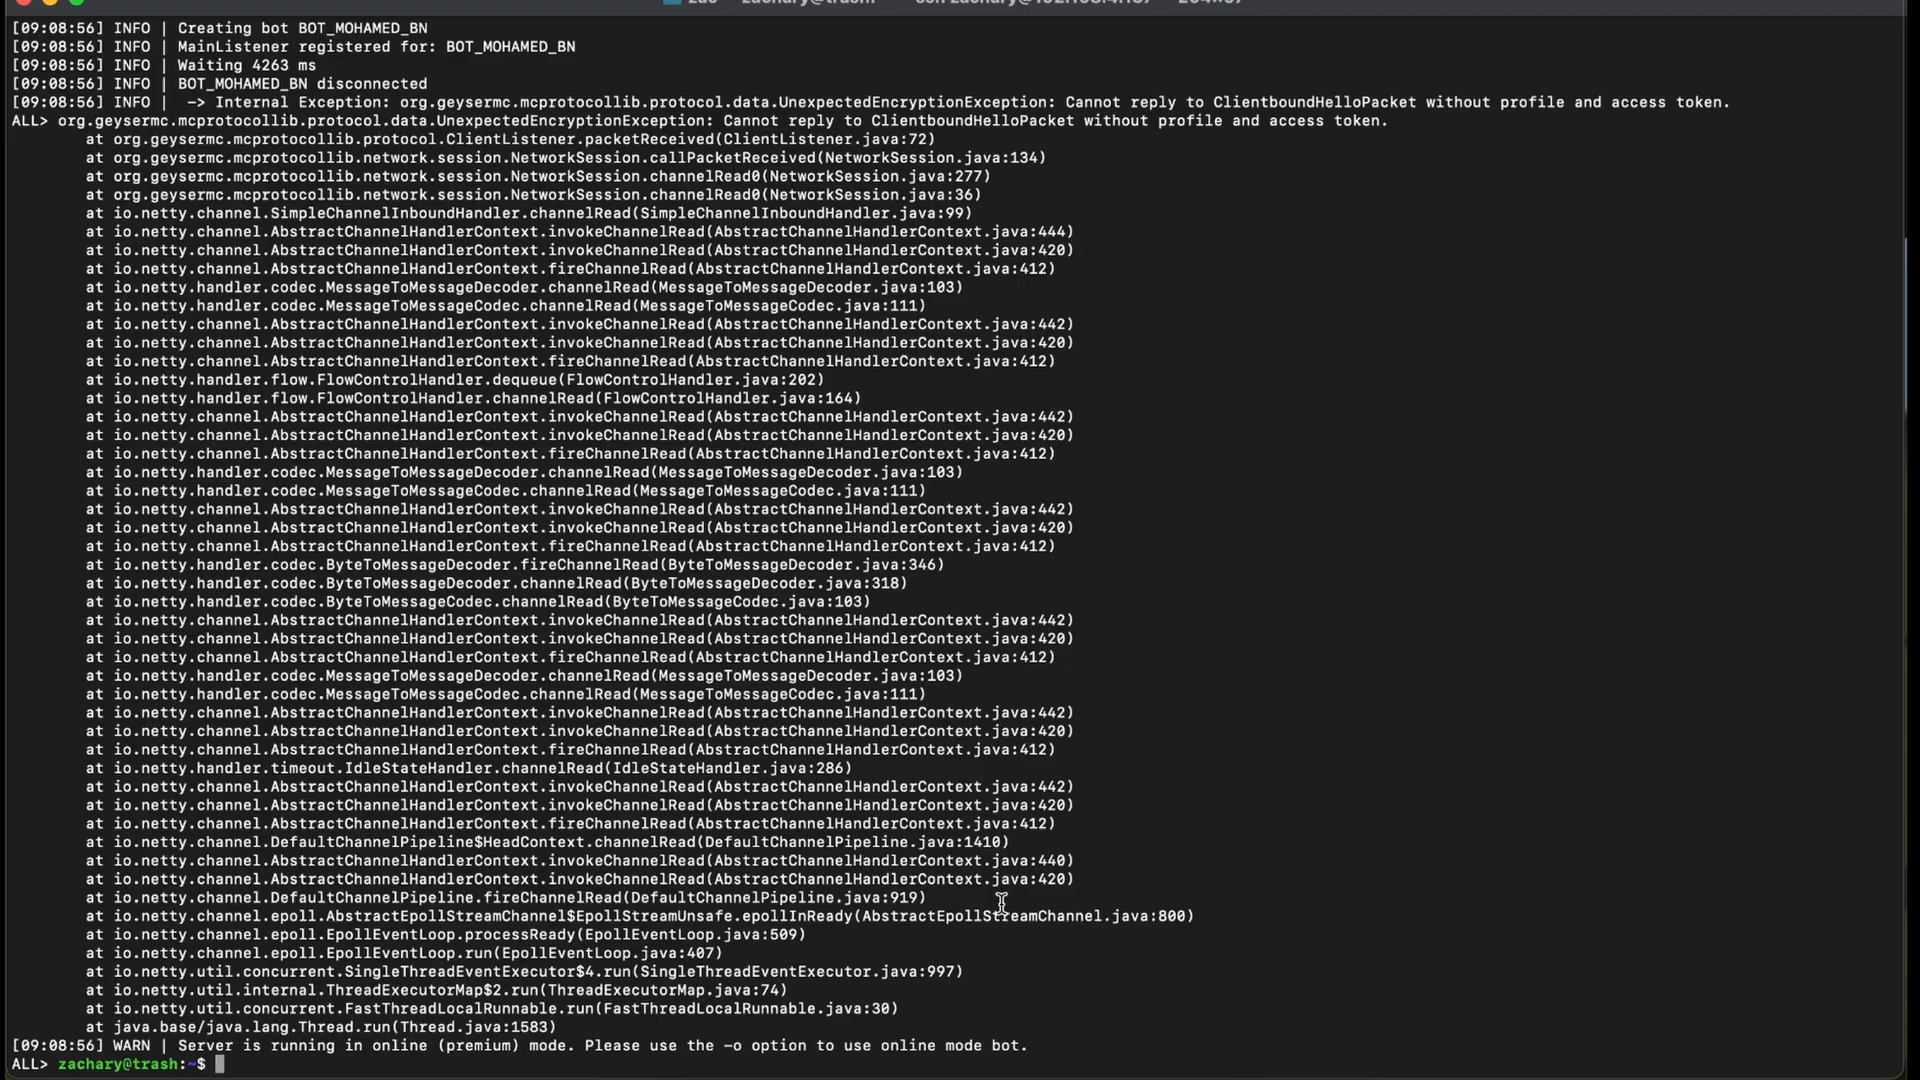 [09:08:56] INFO | Creating bot BOT_MOHAMED_BN
[09:08:56] INFO | MainListener registered for: BOT_MOHAMED_BN
[09:08:56] INFO | Waiting 4263 ms
[09:08:56] INFO | BOT_MOHAMED_BN disconnected
[09:08:56] INFO |  -> Internal Exception: org.geysermc.mcprotocollib.protocol.data.UnexpectedEncryptionException: Cannot reply to ClientboundHelloPacket without profile and access token.
ALL> org.geysermc.mcprotocollib.protocol.data.UnexpectedEncryptionException: Cannot reply to ClientboundHelloPacket without profile and access token.
at org.geysermc.mcprotocollib.protocol.ClientListener.packetReceived(ClientListener.java:72)
at org.geysermc.mcprotocollib.network.session.NetworkSession.callPacketReceived(NetworkSession.java:134)
at org.geysermc.mcprotocollib.network.session.NetworkSession.channelRead0(NetworkSession.java:277)
at org.geysermc.mcprotocollib.network.session.NetworkSession.channelRead0(NetworkSession.java:36)
at io.netty.channel.SimpleChannelInboundHandler.channelRead(SimpleChannelInboundHandler.java:99)
at io.netty.channel.AbstractChannelHandlerContext.invokeChannelRead(AbstractChannelHandlerContext.java:444)
at io.netty.channel.AbstractChannelHandlerContext.invokeChannelRead(AbstractChannelHandlerContext.java:420)
at io.netty.channel.AbstractChannelHandlerContext.fireChannelRead(AbstractChannelHandlerContext.java:412)
at io.netty.handler.codec.MessageToMessageDecoder.channelRead(MessageToMessageDecoder.java:103)
at io.netty.handler.codec.MessageToMessageCodec.channelRead(MessageToMessageCodec.java:111)
at io.netty.channel.AbstractChannelHandlerContext.invokeChannelRead(AbstractChannelHandlerContext.java:442)
at io.netty.channel.AbstractChannelHandlerContext.invokeChannelRead(AbstractChannelHandlerContext.java:420)
at io.netty.channel.AbstractChannelHandlerContext.fireChannelRead(AbstractChannelHandlerContext.java:412)
at io.netty.handler.flow.FlowControlHandler.dequeue(FlowControlHandler.java:202)
at io.netty.handler.flow.FlowControlHandler.channelRead(FlowControlHandler.java:164)
at io.netty.channel.AbstractChannelHandlerContext.invokeChannelRead(AbstractChannelHandlerContext.java:442)
at io.netty.channel.AbstractChannelHandlerContext.invokeChannelRead(AbstractChannelHandlerContext.java:420)
at io.netty.channel.AbstractChannelHandlerContext.fireChannelRead(AbstractChannelHandlerContext.java:412)
at io.netty.handler.codec.MessageToMessageDecoder.channelRead(MessageToMessageDecoder.java:103)
at io.netty.handler.codec.MessageToMessageCodec.channelRead(MessageToMessageCodec.java:111)
at io.netty.channel.AbstractChannelHandlerContext.invokeChannelRead(AbstractChannelHandlerContext.java:442)
at io.netty.channel.AbstractChannelHandlerContext.invokeChannelRead(AbstractChannelHandlerContext.java:420)
at io.netty.channel.AbstractChannelHandlerContext.fireChannelRead(AbstractChannelHandlerContext.java:412)
at io.netty.handler.codec.ByteToMessageDecoder.fireChannelRead(ByteToMessageDecoder.java:346)
at io.netty.handler.codec.ByteToMessageDecoder.channelRead(ByteToMessageDecoder.java:318)
at io.netty.handler.codec.ByteToMessageCodec.channelRead(ByteToMessageCodec.java:103)
at io.netty.channel.AbstractChannelHandlerContext.invokeChannelRead(AbstractChannelHandlerContext.java:442)
at io.netty.channel.AbstractChannelHandlerContext.invokeChannelRead(AbstractChannelHandlerContext.java:420)
at io.netty.channel.AbstractChannelHandlerContext.fireChannelRead(AbstractChannelHandlerContext.java:412)
at io.netty.handler.codec.MessageToMessageDecoder.channelRead(MessageToMessageDecoder.java:103)
at io.netty.handler.codec.MessageToMessageCodec.channelRead(MessageToMessageCodec.java:111)
at io.netty.channel.AbstractChannelHandlerContext.invokeChannelRead(AbstractChannelHandlerContext.java:442)
at io.netty.channel.AbstractChannelHandlerContext.invokeChannelRead(AbstractChannelHandlerContext.java:420)
at io.netty.channel.AbstractChannelHandlerContext.fireChannelRead(AbstractChannelHandlerContext.java:412)
at io.netty.handler.timeout.IdleStateHandler.channelRead(IdleStateHandler.java:286)
at io.netty.channel.AbstractChannelHandlerContext.invokeChannelRead(AbstractChannelHandlerContext.java:442)
at io.netty.channel.AbstractChannelHandlerContext.invokeChannelRead(AbstractChannelHandlerContext.java:420)
at io.netty.channel.AbstractChannelHandlerContext.fireChannelRead(AbstractChannelHandlerContext.java:412)
at io.netty.channel.DefaultChannelPipeline$HeadContext.channelRead(DefaultChannelPipeline.java:1410)
at io.netty.channel.AbstractChannelHandlerContext.invokeChannelRead(AbstractChannelHandlerContext.java:440)
at io.netty.channel.AbstractChannelHandlerContext.invokeChannelRead(AbstractChannelHandlerContext.java:420)
at io.netty.channel.DefaultChannelPipeline.fireChannelRead(DefaultChannelPipeline.java:919)
at io.netty.channel.epoll.AbstractEpollStreamChannel$EpollStreamUnsafe.epollInReady(AbstractEpollStreamChannel.java:800)
at io.netty.channel.epoll.EpollEventLoop.processReady(EpollEventLoop.java:509)
at io.netty.channel.epoll.EpollEventLoop.run(EpollEventLoop.java:407)
at io.netty.util.concurrent.SingleThreadEventExecutor$4.run(SingleThreadEventExecutor.java:997)
at io.netty.util.internal.ThreadExecutorMap$2.run(ThreadExecutorMap.java:74)
at io.netty.util.concurrent.FastThreadLocalRunnable.run(FastThreadLocalRunnable.java:30)
at java.base/java.lang.Thread.run(Thread.java:1583)
[09:08:56] WARN | Server is running in online (premium) mode. Please use the -o option to use online mode bot.
ALL> zachary@trash:~$